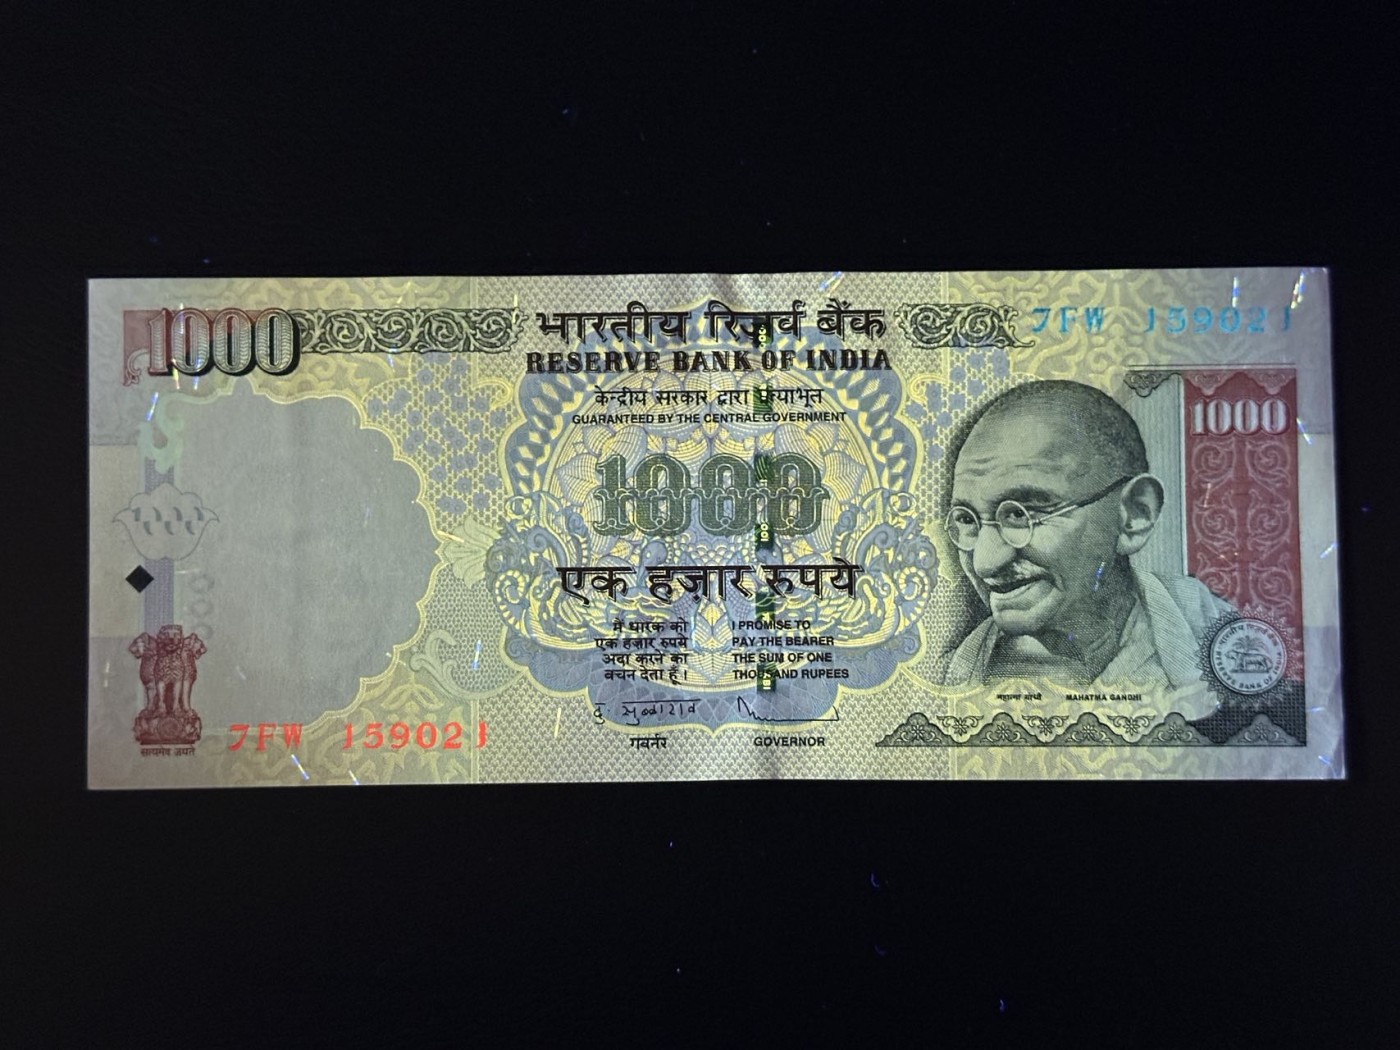 1000
भारतीय रिज़र्व बैंक
RESERVE BANK OF INDIA
7FW 159021
केन्द्रीय सरकार द्वारा प्रत्याभूत
GUARANTEED BY THE CENTRAL GOVERNMENT
1000
1000
1000
एक हज़ार रुपये
मैं धारक को
एक हज़ार रुपये
अदा करने का
वचन देता हूँ।
I PROMISE TO
PAY THE BEARER
THE SUM OF ONE
THOUSAND RUPEES
महात्मा गांधी MAHATMA GANDHI
गवर्नर GOVERNOR
सत्यमेव जयते
7FW 159021